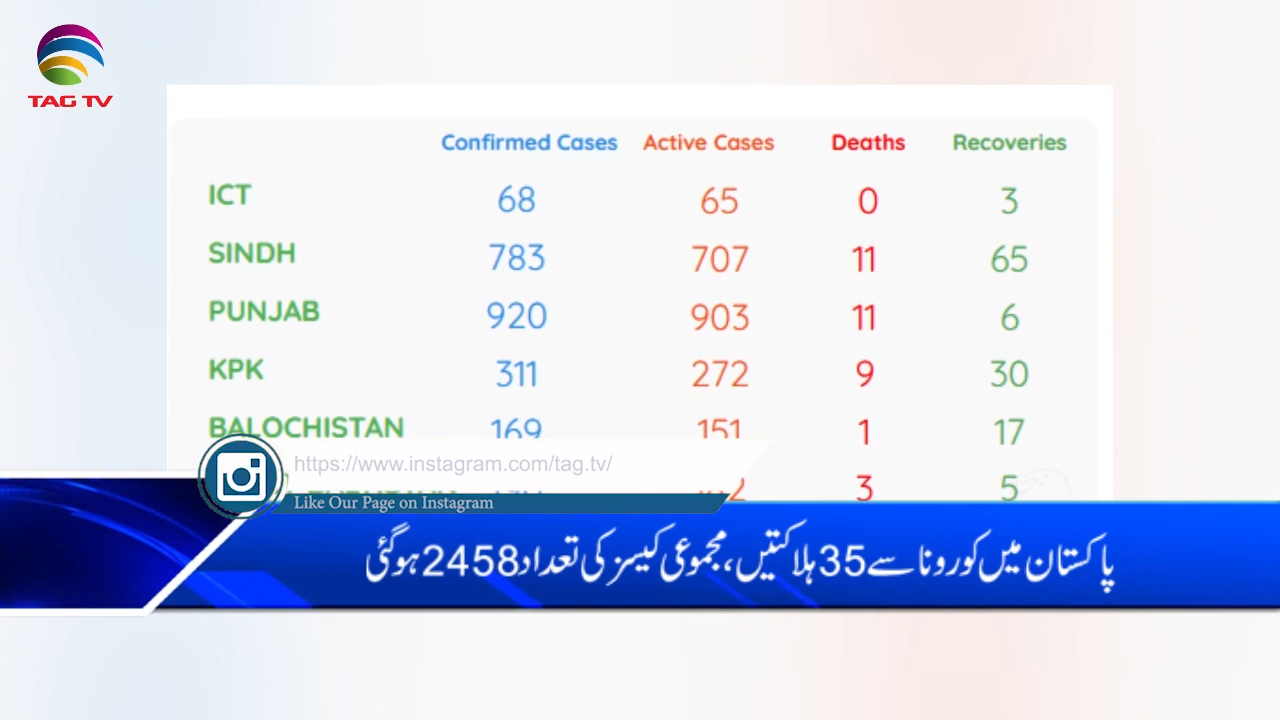 TAG TV
Confirmed Cases Active Cases Deaths Recoveries
ICT 68 65 0 3
SINDH 783 707 11 65
PUNJAB 920 903 11 6
KPK 311 272 9 30
BALOCHISTAN 169 151 1 17
https://www.instagram.com/tag.tv/
3 5
Like Our Page on Instagram
پاکستان میں کورونا سے 35 ہلاکتیں، مجموعی کیسز کی تعداد 2458 ہوگئی